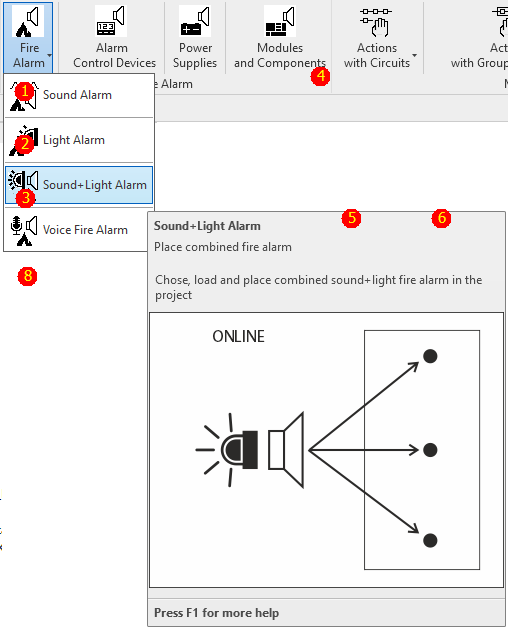 Fire
Alarm
Alarm
Control Devices
Power
Supplies
Modules
and Components
Actions
with Circuits
with Group
4
e Alarm
1
Sound Alarm
2
Light Alarm
3
Sound+Light Alarm
Voice Fire Alarm
5
6
8
Sound+Light Alarm
Place combined fire alarm
Chose, load and place combined sound+light fire alarm in the
project
ONLINE
Press F1 for more help